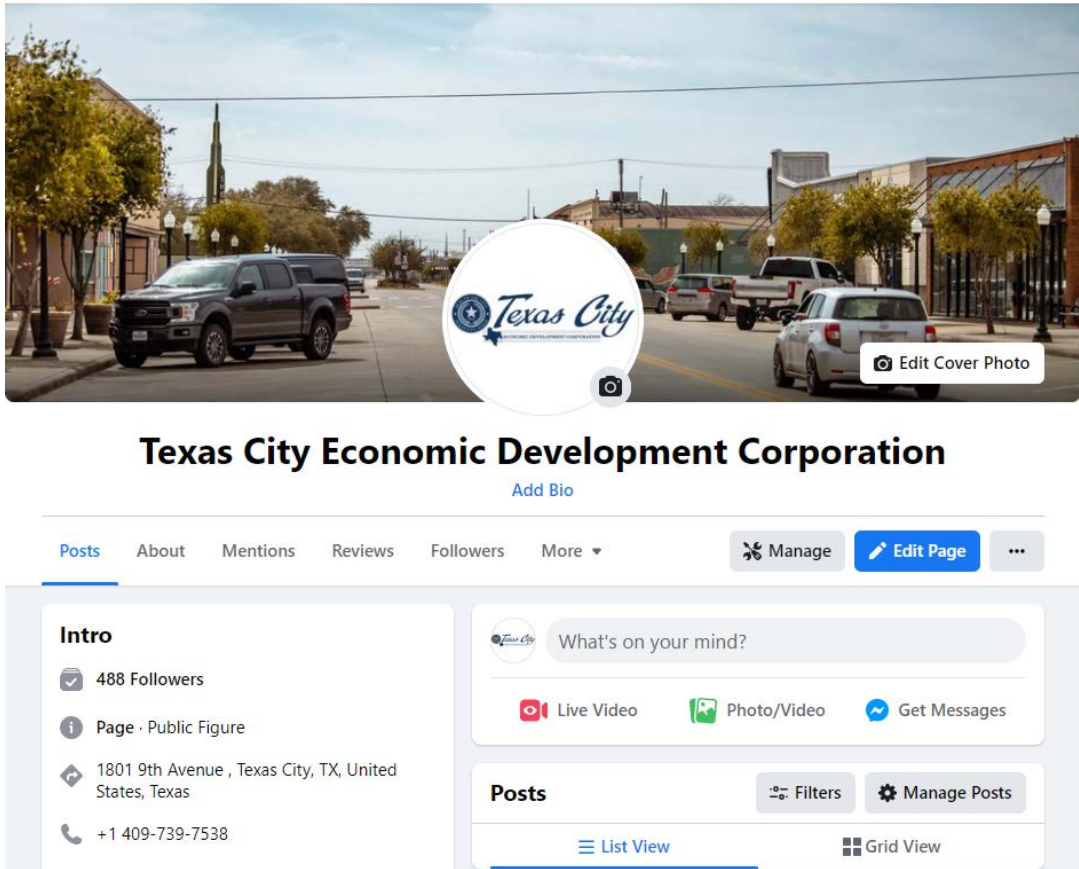 Texas City
ECONOMIC DEVELOPMENT CORPORATION
Edit Cover Photo
Texas City Economic Development Corporation
Add Bio
Posts About Mentions Reviews Followers More
Manage Edit Page ...
Intro
488 Followers
Page · Public Figure
1801 9th Avenue , Texas City, TX, United
States, Texas
+1 409-739-7538
What's on your mind?
Live Video Photo/Video Get Messages
Posts Filters Manage Posts
List View Grid View